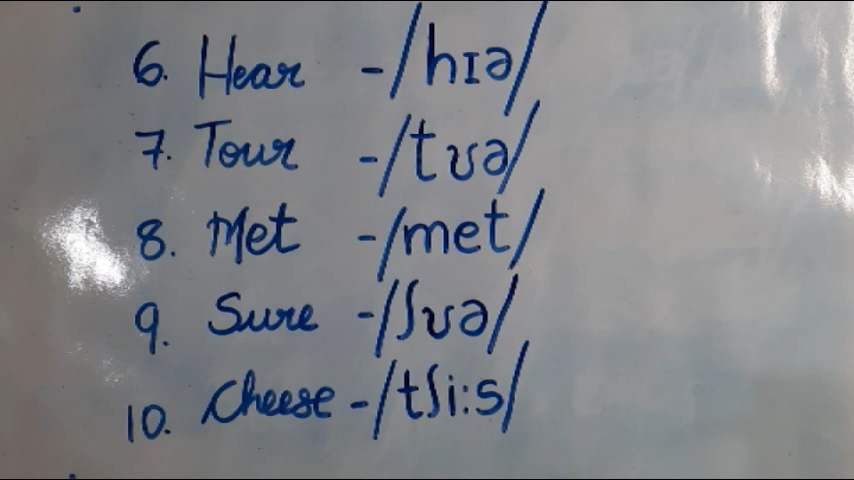 6. Hear -/hɪə/
7. Tour -/tʊə/
8. Met -/met/
9. Sure -/ʃʊə/
10. Cheese -/tʃi:s/